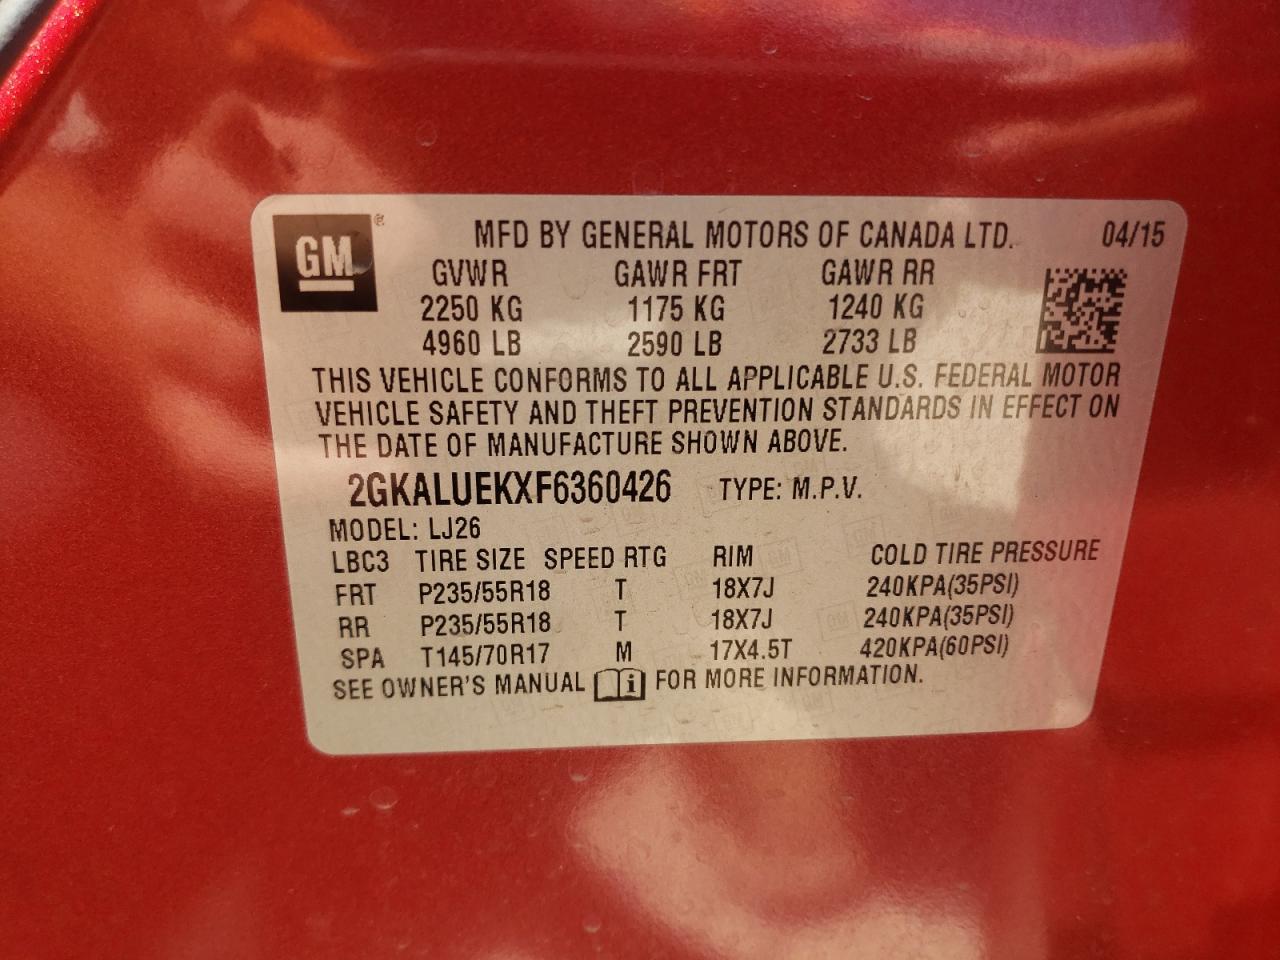 GM ® MFD BY GENERAL MOTORS OF CANADA LTD. 04/15
GVWR GAWR FRT GAWR RR
2250 KG 1175 KG 1240 KG
4960 LB 2590 LB 2733 LB
THIS VEHICLE CONFORMS TO ALL APPLICABLE U.S. FEDERAL MOTOR
VEHICLE SAFETY AND THEFT PREVENTION STANDARDS IN EFFECT ON
THE DATE OF MANUFACTURE SHOWN ABOVE.
2GKALUEKXF6360426 TYPE: M.P.V.
MODEL: LJ26
LBC3 TIRE SIZE SPEED RTG RIM COLD TIRE PRESSURE
FRT P235/55R18 T 18X7J 240KPA(35PSI)
RR P235/55R18 T 18X7J 240KPA(35PSI)
SPA T145/70R17 M 17X4.5T 420KPA(60PSI)
SEE OWNER'S MANUAL i FOR MORE INFORMATION.